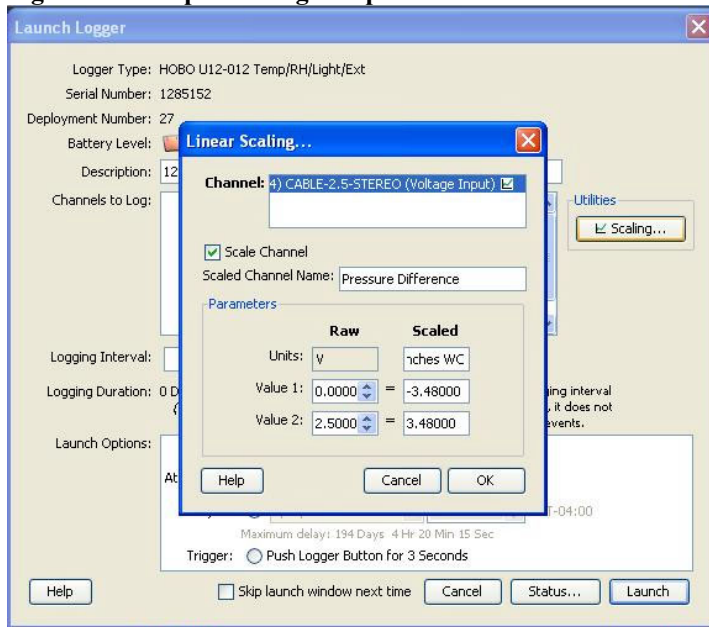 Launch Logger
Logger Type: HOBO U12-012 Temp/RH/Light/Ext
Serial Number: 1285152
Deployment Number: 27
Battery Level:
Description: 12
Channels to Log:
Utilities
Scaling...
Linear Scaling...
Channel: 4) CABLE-2.5-STEREO (Voltage Input)
Scale Channel
Scaled Channel Name: Pressure Difference
Parameters
Raw Scaled
Units: V nches WC
Value 1: 0.0000 = -3.48000
Value 2: 2.5000 = 3.48000
Help Cancel OK
Logging Interval:
Logging Duration: 0 D
ging interval
, it does not
events.
Launch Options:
At
T-04:00
Maximum delay: 194 Days 4 Hr 20 Min 15 Sec
Trigger: Push Logger Button for 3 Seconds
Help Skip launch window next time Cancel Status... Launch